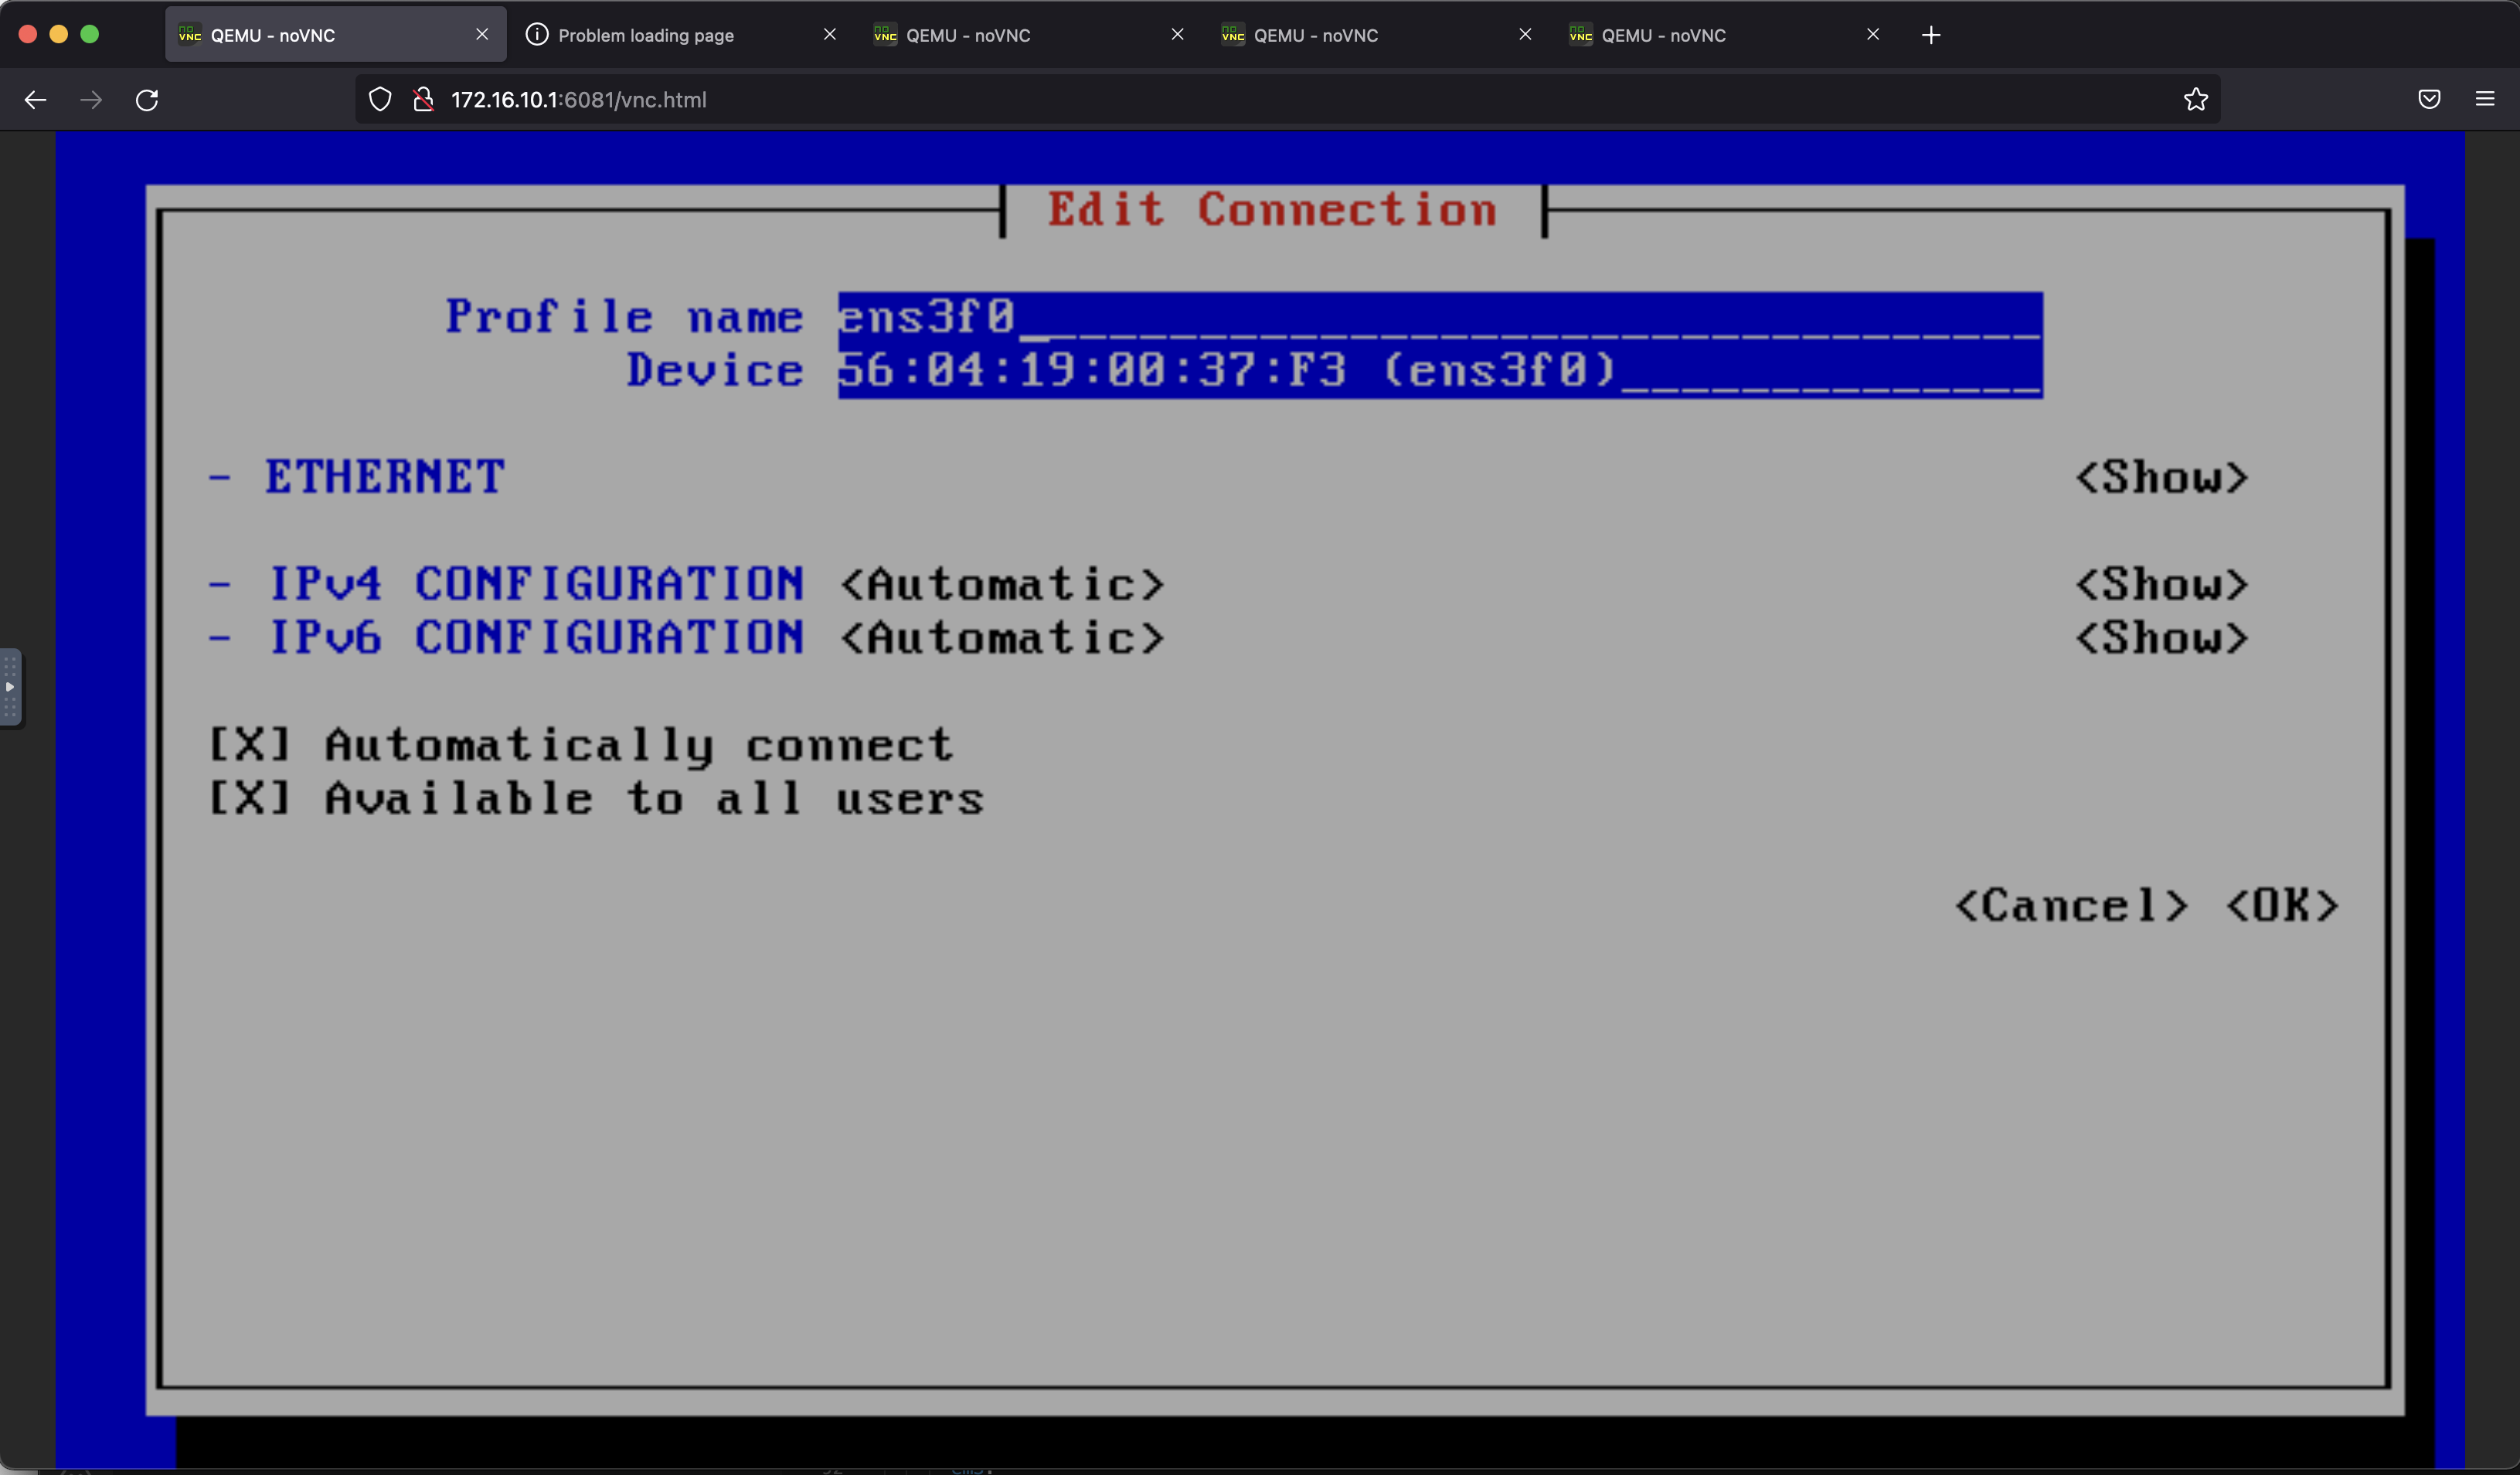 QEMU - noVNC
Problem loading page
QEMU - noVNC
QEMU - noVNC
QEMU - noVNC
172.16.10.1:6081/vnc.html
Edit Connection
Profile name ens3f0
Device 56:04:19:00:37:F3 (ens3f0)
- ETHERNET <Show>
- IPv4 CONFIGURATION <Automatic> <Show>
- IPv6 CONFIGURATION <Automatic> <Show>
[X] Automatically connect
[X] Available to all users
<Cancel> <OK>